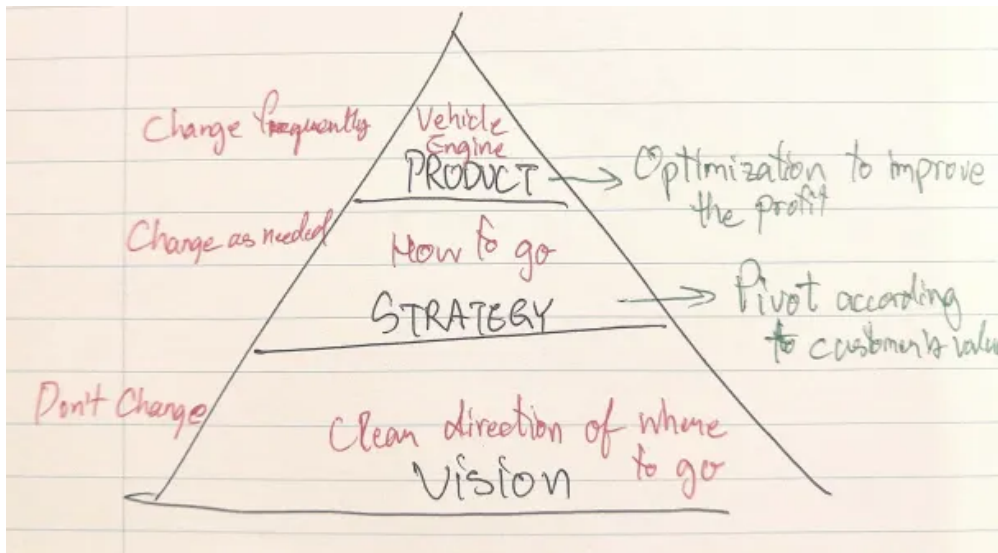 Change frequently
Vehicle
Engine
PRODUCT
Optimization to improve
the profit
Change as needed
How to go
STRATEGY
Pivot according
to customer's value
Don't Change
Clean direction of where
to go
Vision